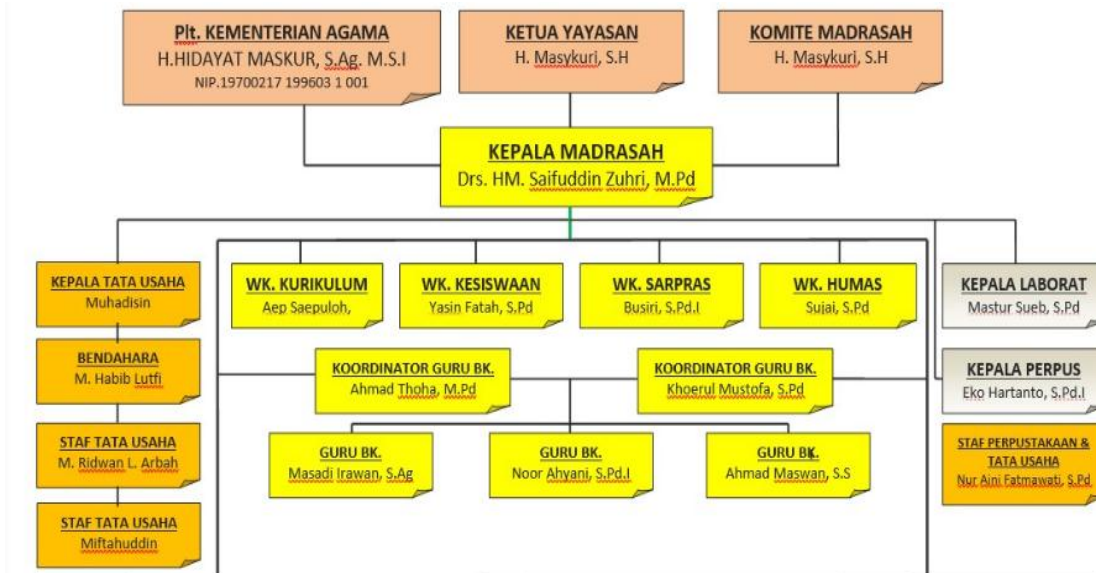 Plt. KEMENTERIAN AGAMA
H.HIDAYAT MASKUR, S.Ag. M.S.I
NIP.19700217 199603 1 001
KETUA YAYASAN
H. Masykuri, S.H
KOMITE MADRASAH
H. Masykuri, S.H
KEPALA MADRASAH
Drs. HM. Saifuddin Zuhri, M.Pd
KEPALA TATA USAHA
Muhadisin
WK. KURIKULUM
Aep Saepuloh,
WK. KESISWAAN
Yasin Fatah, S.Pd
WK. SARPRAS
Busiri, S.Pd.I
WK. HUMAS
Sujai, S.Pd
KEPALA LABORAT
Mastur Sueb, S.Pd
BENDAHARA
M. Habib Lutfi
KOORDINATOR GURU BK.
Ahmad Thoha, M.Pd
KOORDINATOR GURU BK.
Khoerul Mustofa, S.Pd
KEPALA PERPUS
Eko Hartanto, S.Pd.I
STAF TATA USAHA
M. Ridwan L. Arbah
GURU BK.
Masadi Irawan, S.Ag
GURU BK.
Noor Ahyani, S.Pd.I
GURU BK.
Ahmad Maswan, S.S
STAF PERPUSTAKAAN &
TATA USAHA
Nur Aini Fatmawati, S.Pd
STAF TATA USAHA
Miftahuddin